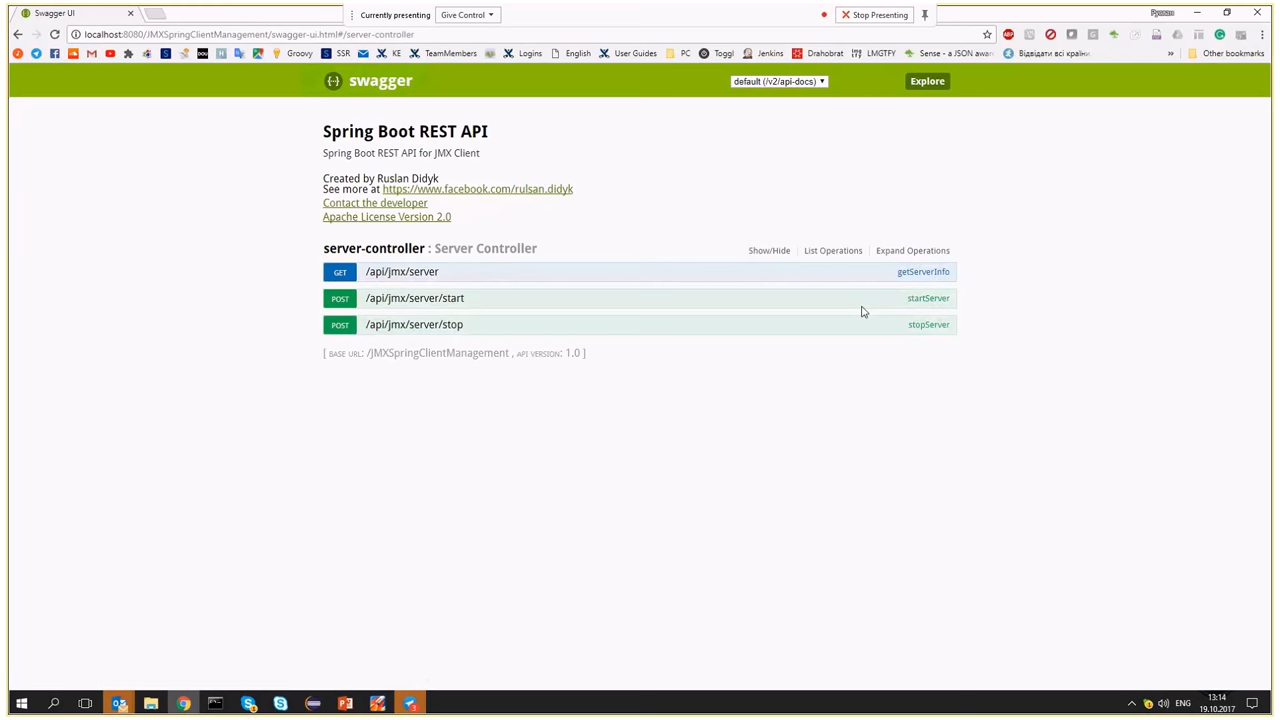 Swagger UI
Currently presenting
Give Control
Stop Presenting
Руслан
localhost:8080/JMXSpringClientManagement/swagger-ui.html#/server-controller
SSR
KE
TeamMembers
Groovy
Logins
English
User Guides
PC
Toggl
Jenkins
Drahobrat
LMGTFY
Sense - a JSON awar
Відвідати всі країни
»
Other bookmarks
swagger
default (/v2/api-docs)
Explore
Spring Boot REST API
Spring Boot REST API for JMX Client
Created by Ruslan Didyk
See more at https://www.facebook.com/rulsan.didyk
Contact the developer
Apache License Version 2.0
server-controller : Server Controller
Show/Hide
List Operations
Expand Operations
GET /api/jmx/server getServerInfo
POST /api/jmx/server/start startServer
POST /api/jmx/server/stop stopServer
[ BASE URL: /JMXSpringClientManagement , API VERSION: 1.0 ]
ENG
13:14
19.10.2017